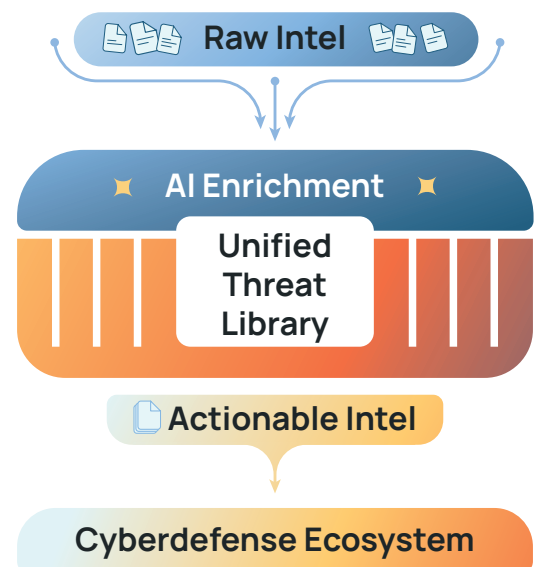 Raw Intel
AI Enrichment
Unified
Threat
Library
Actionable Intel
Cyberdefense Ecosystem